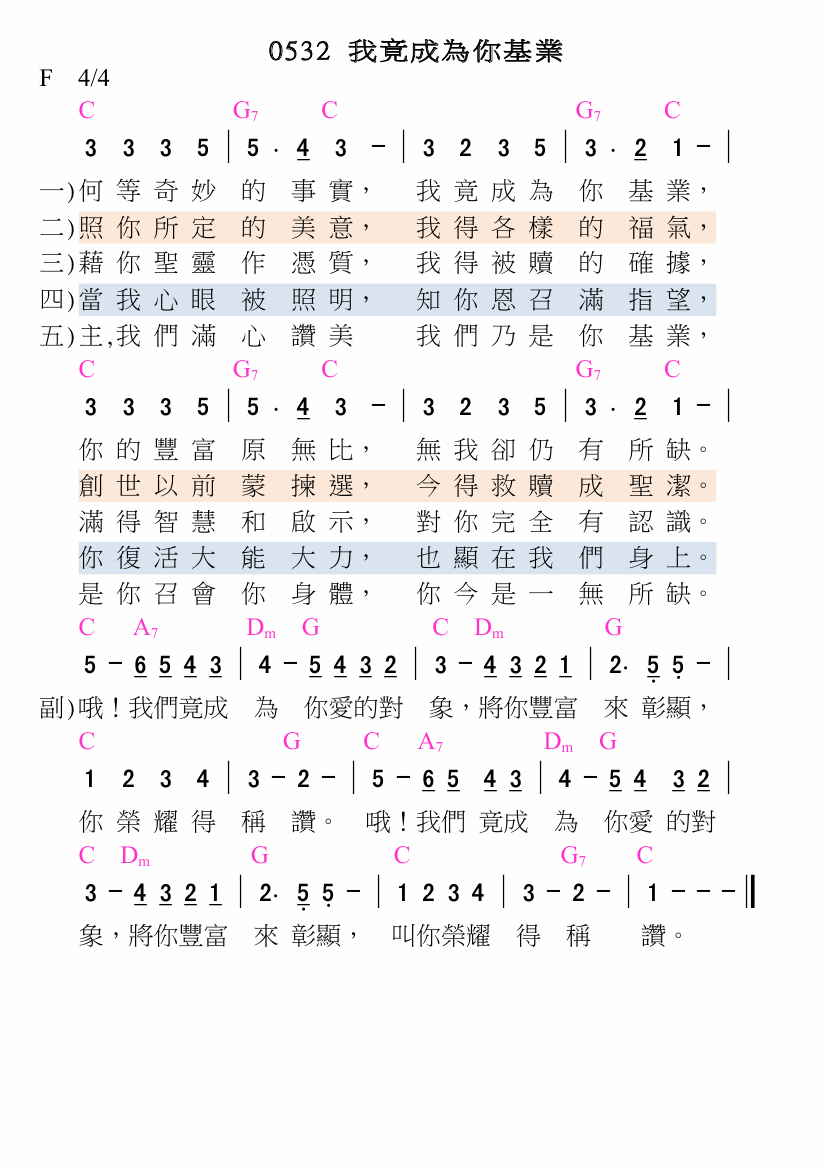 0532 我竟成為你基業
F 4/4
C G7 C G7 C
3 3 3 5 | 5 · 4 3 - | 3 2 3 5 | 3 · 2 1 - |
一)何等奇妙的事實，我竟成為你基業，
二)照你所定的美意，我得各樣的福氣，
三)藉你聖靈作憑質，我得被贖的確據，
四)當我心眼被照明，知你恩召滿指望，
五)主,我們滿心讚美 我們乃是你基業，
C G7 C G7 C
3 3 3 5 | 5 · 4 3 - | 3 2 3 5 | 3 · 2 1 - |
你的豐富原無比，無我卻仍有所缺。
創世以前蒙揀選，今得救贖成聖潔。
滿得智慧和啟示，對你完全有認識。
你復活大能大力，也顯在我們身上。
是你召會你身體，你今是一無所缺。
C A7 Dm G C Dm G
5 - 6 5 4 3 | 4 - 5 4 3 2 | 3 - 4 3 2 1 | 2· 5 5 - |
副)哦！我們竟成 為 你愛的對 象，將你豐富 來 彰顯，
C G C A7 Dm G
1 2 3 4 | 3 - 2 - | 5 - 6 5 4 3 | 4 - 5 4 3 2 |
你榮耀得 稱 讚。 哦！我們 竟成 為 你愛 的對
C Dm G C G7 C
3 - 4 3 2 1 | 2· 5 5 - | 1 2 3 4 | 3 - 2 - | 1 - - - ‖
象，將你豐富 來 彰顯， 叫你榮耀 得 稱 讚。